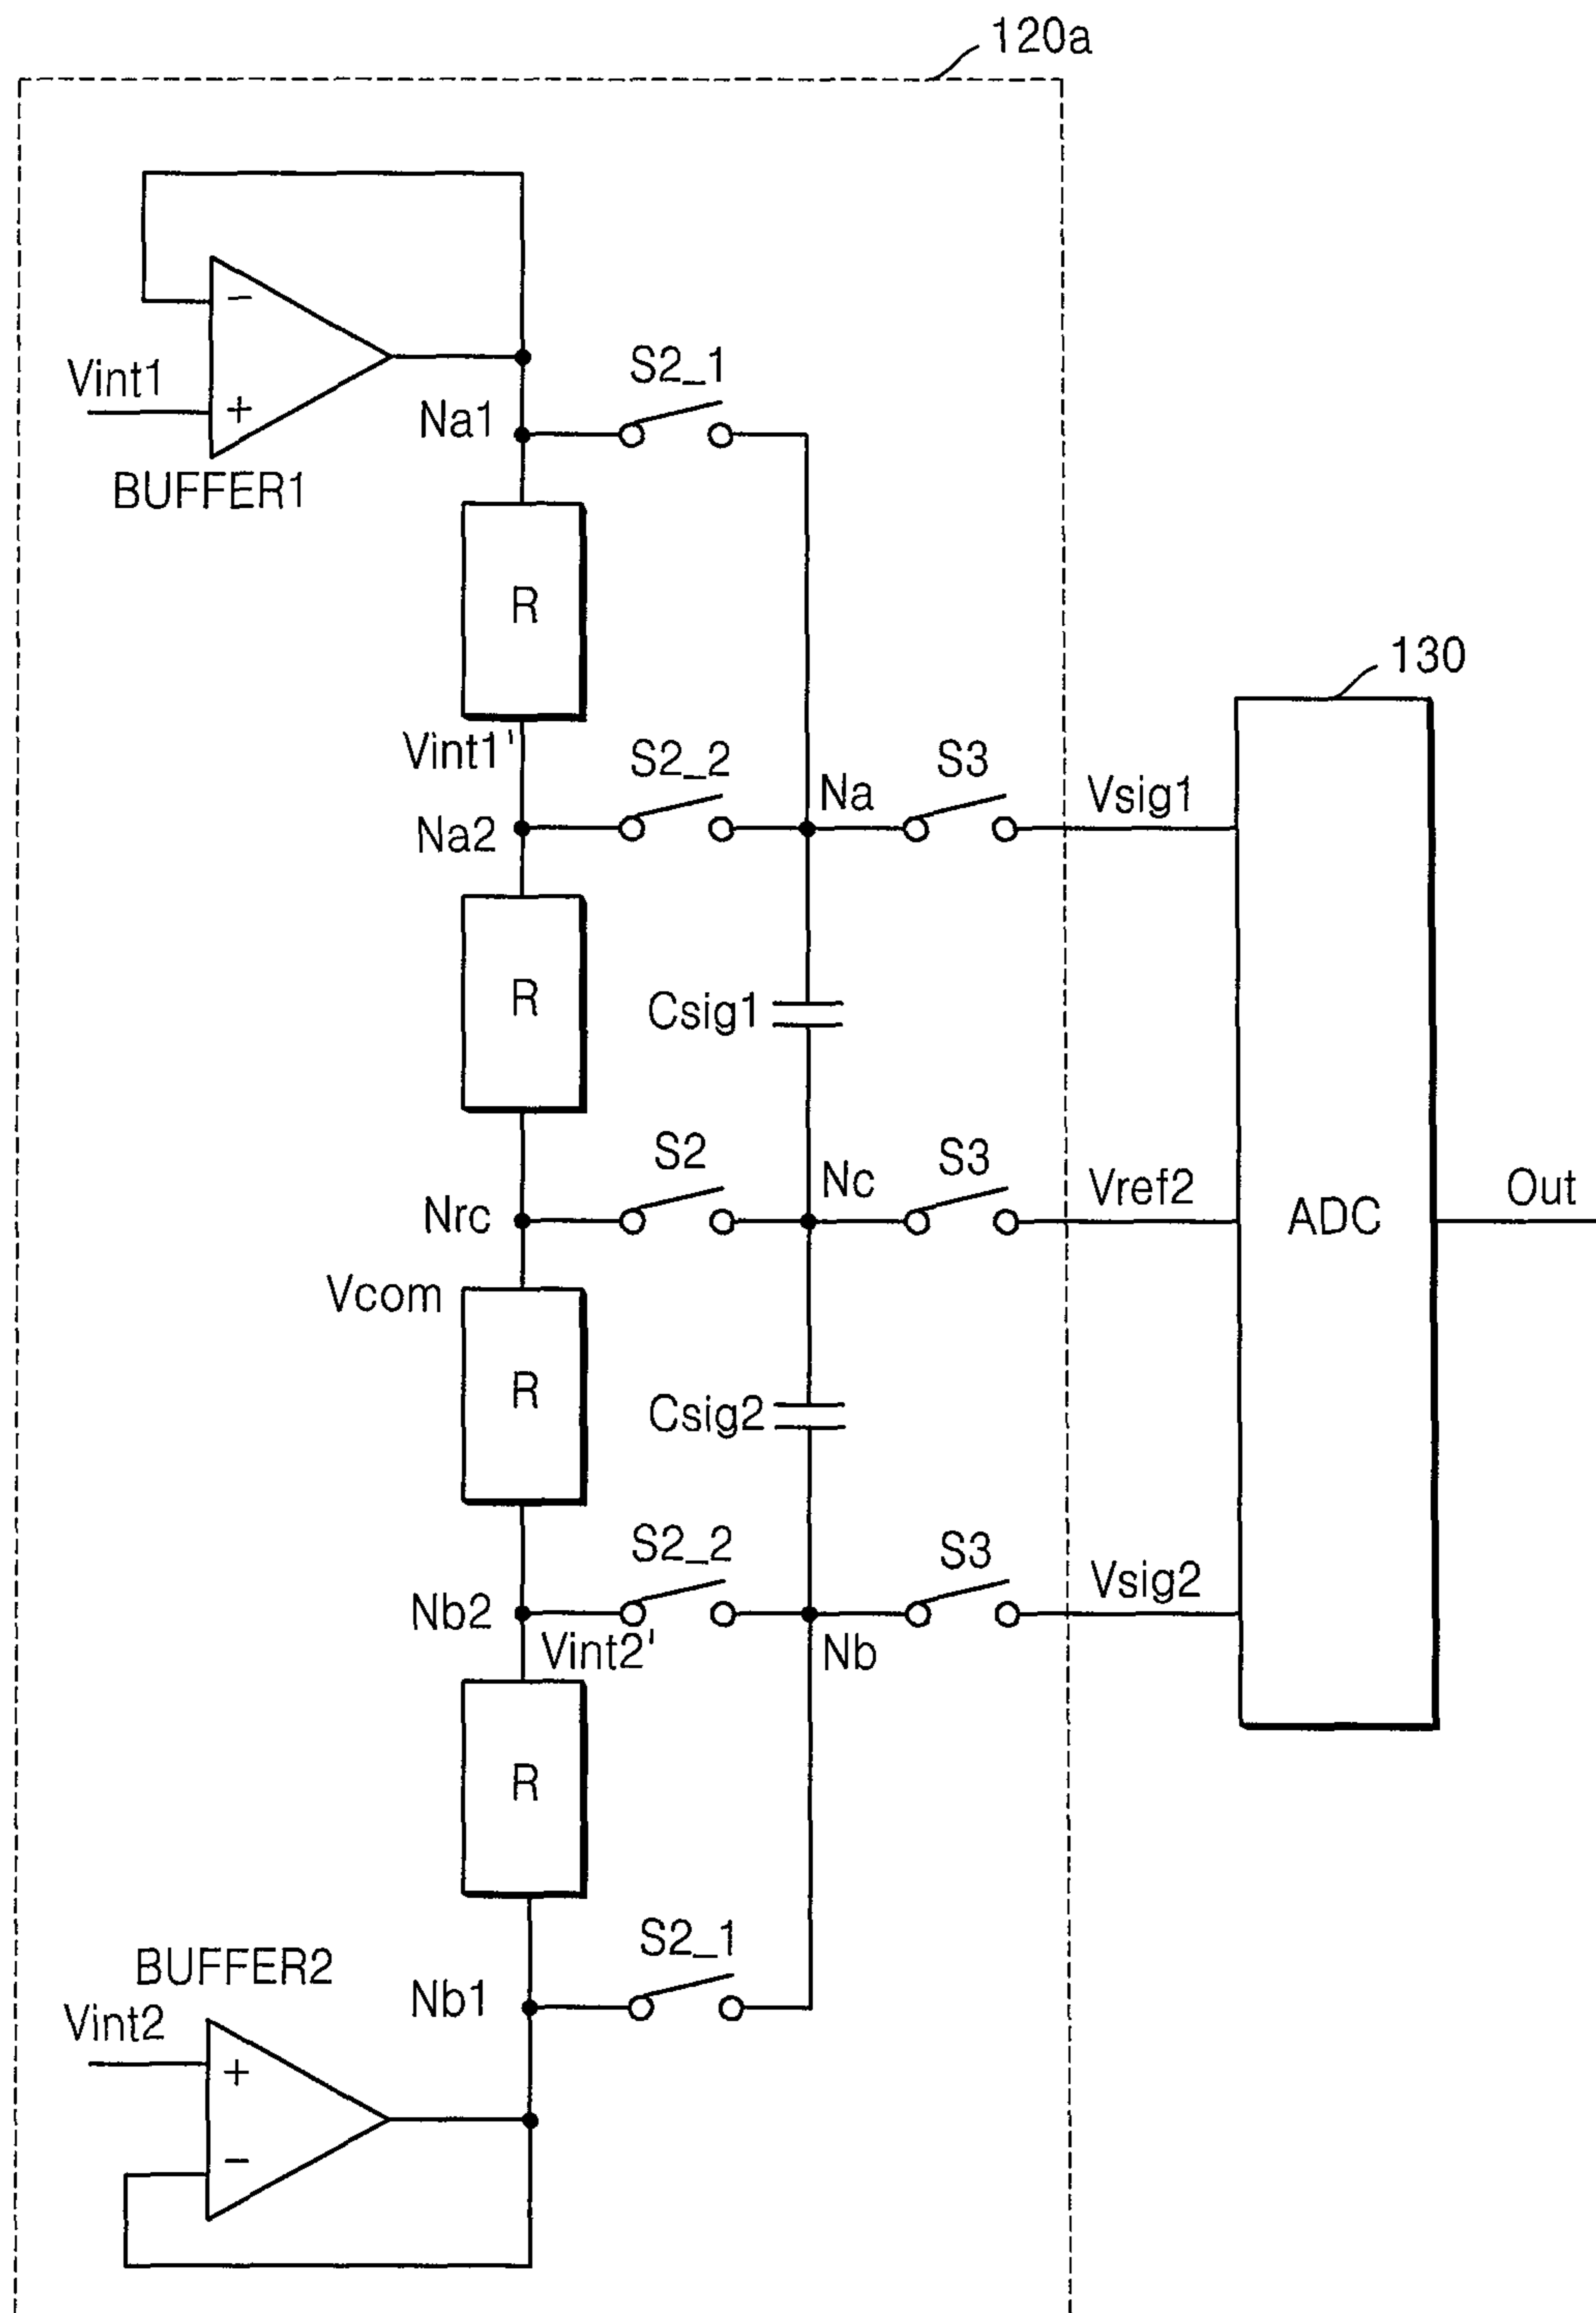 120a
Vint1
−
+
BUFFER1
Na1
S2_1
R
130
Vint1'
S2_2
Na
S3
Vsig1
Na2
R
Csig1
S2
Nc
S3
Vref2
Out
Nrc
ADC
Vcom
R
Csig2
S2_2
S3
Vsig2
Nb2
Vint2'
Nb
R
BUFFER2
S2_1
Nb1
Vint2
+
−